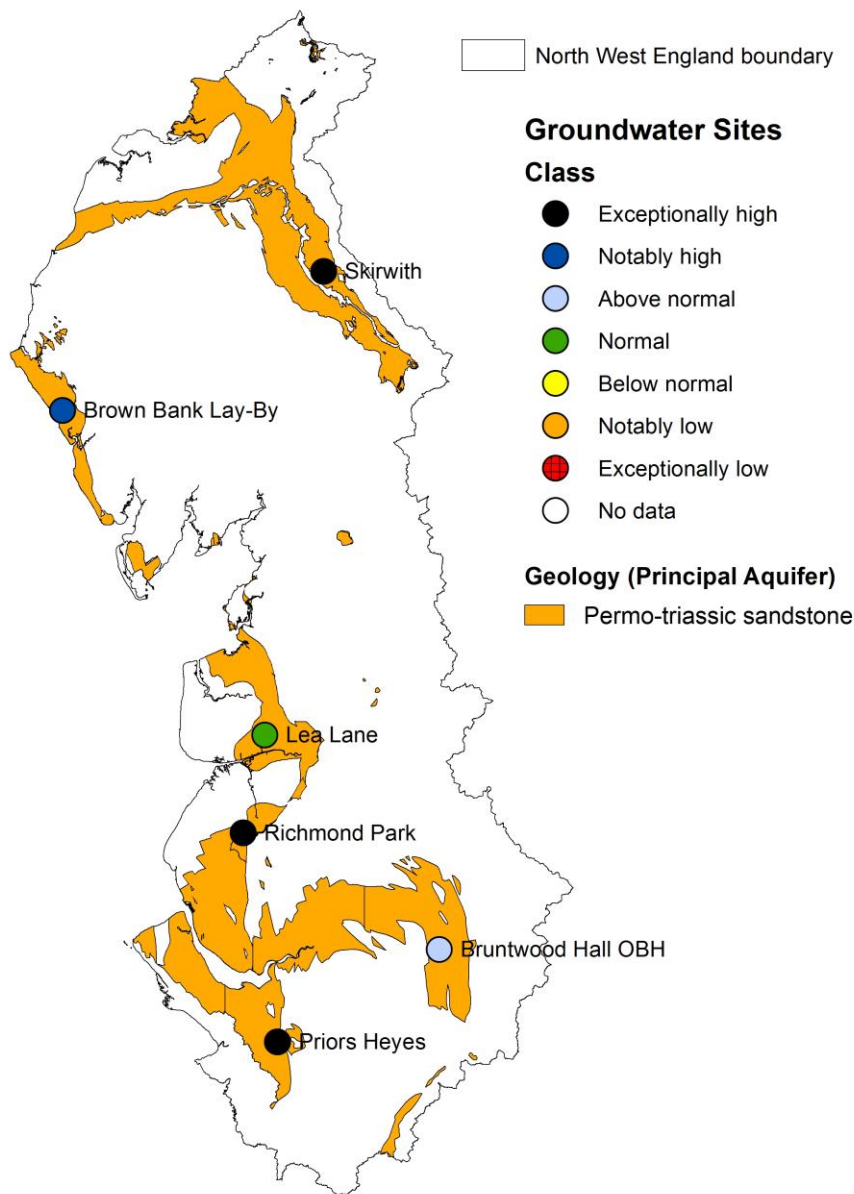 North West England boundary
Groundwater Sites
Class
Exceptionally high
Notably high
Above normal
Normal
Below normal
Notably low
Exceptionally low
No data
Geology (Principal Aquifer)
Permo-triassic sandstone
Skirwith
Brown Bank Lay-By
Lea Lane
Richmond Park
Bruntwood Hall OBH
Priors Heyes